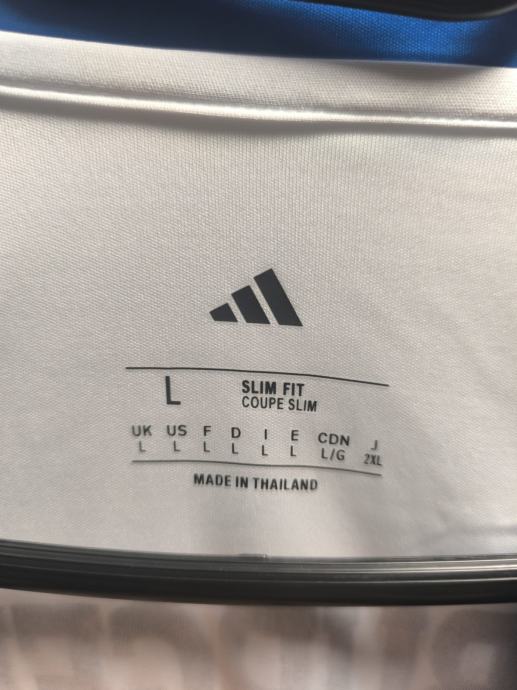 L SLIM FIT
COUPE SLIM
UK US F D I E CDN J
L L L L L L L/G 2XL
MADE IN THAILAND